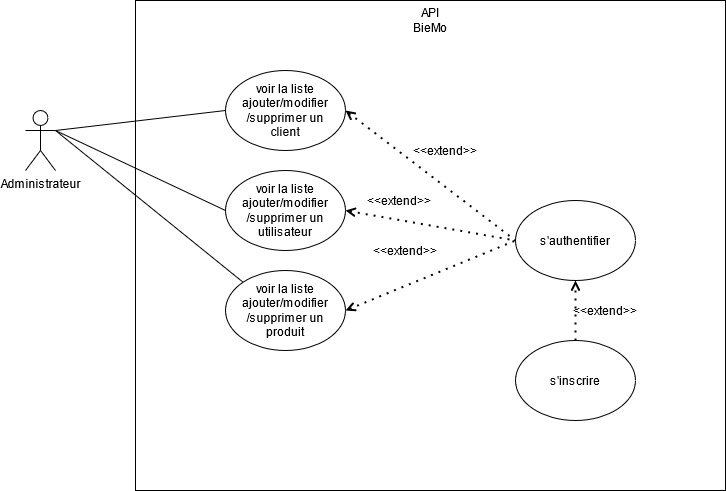 API
BieMo
voir la liste
ajouter/modifier
/supprimer un
client
<<extend>>
Administrateur
voir la liste
ajouter/modifier
/supprimer un
utilisateur
<<extend>>
s'authentifier
<<extend>>
voir la liste
ajouter/modifier
/supprimer un
produit
<<extend>>
s'inscrire